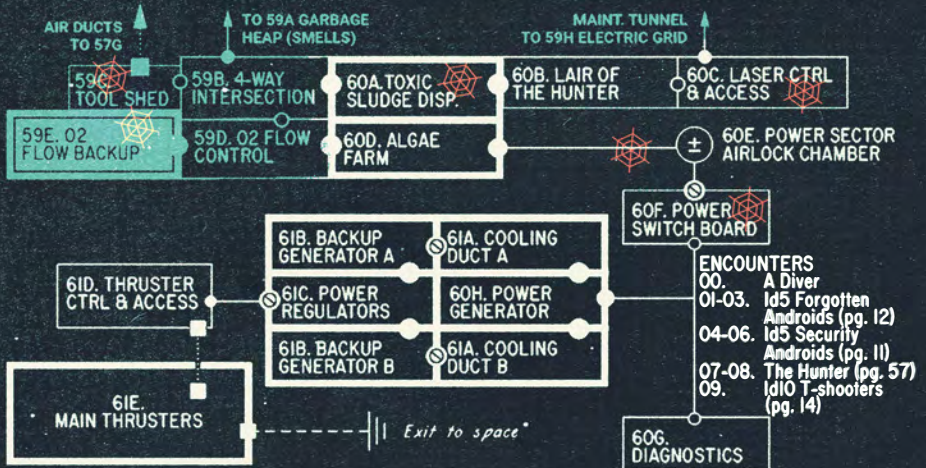 AIR DUCTS
TO 57G
TO 59A GARBAGE
HEAP (SMELLS)
MAINT. TUNNEL
TO 59H ELECTRIC GRID
59C.
TOOL SHED
59B. 4-WAY
INTERSECTION
60A. TOXIC
SLUDGE DISP.
60B. LAIR OF
THE HUNTER
60C. LASER CTRL
& ACCESS
59E. O2
FLOW BACKUP
59D. O2 FLOW
CONTROL
60D. ALGAE
FARM
±
60E. POWER SECTOR
AIRLOCK CHAMBER
60F. POWER
SWITCH BOARD
61B. BACKUP
GENERATOR A
61A. COOLING
DUCT A
61D. THRUSTER
CTRL & ACCESS
61C. POWER
REGULATORS
60H. POWER
GENERATOR
61B. BACKUP
GENERATOR B
61A. COOLING
DUCT B
61E.
MAIN THRUSTERS
Exit to space*
ENCOUNTERS
00. A Diver
01-03. 1d5 Forgotten
Androids (pg. 12)
04-06. 1d5 Security
Androids (pg. 11)
07-08. The Hunter (pg. 57)
09. 1d10 T-shooters
(pg. 14)
60G.
DIAGNOSTICS